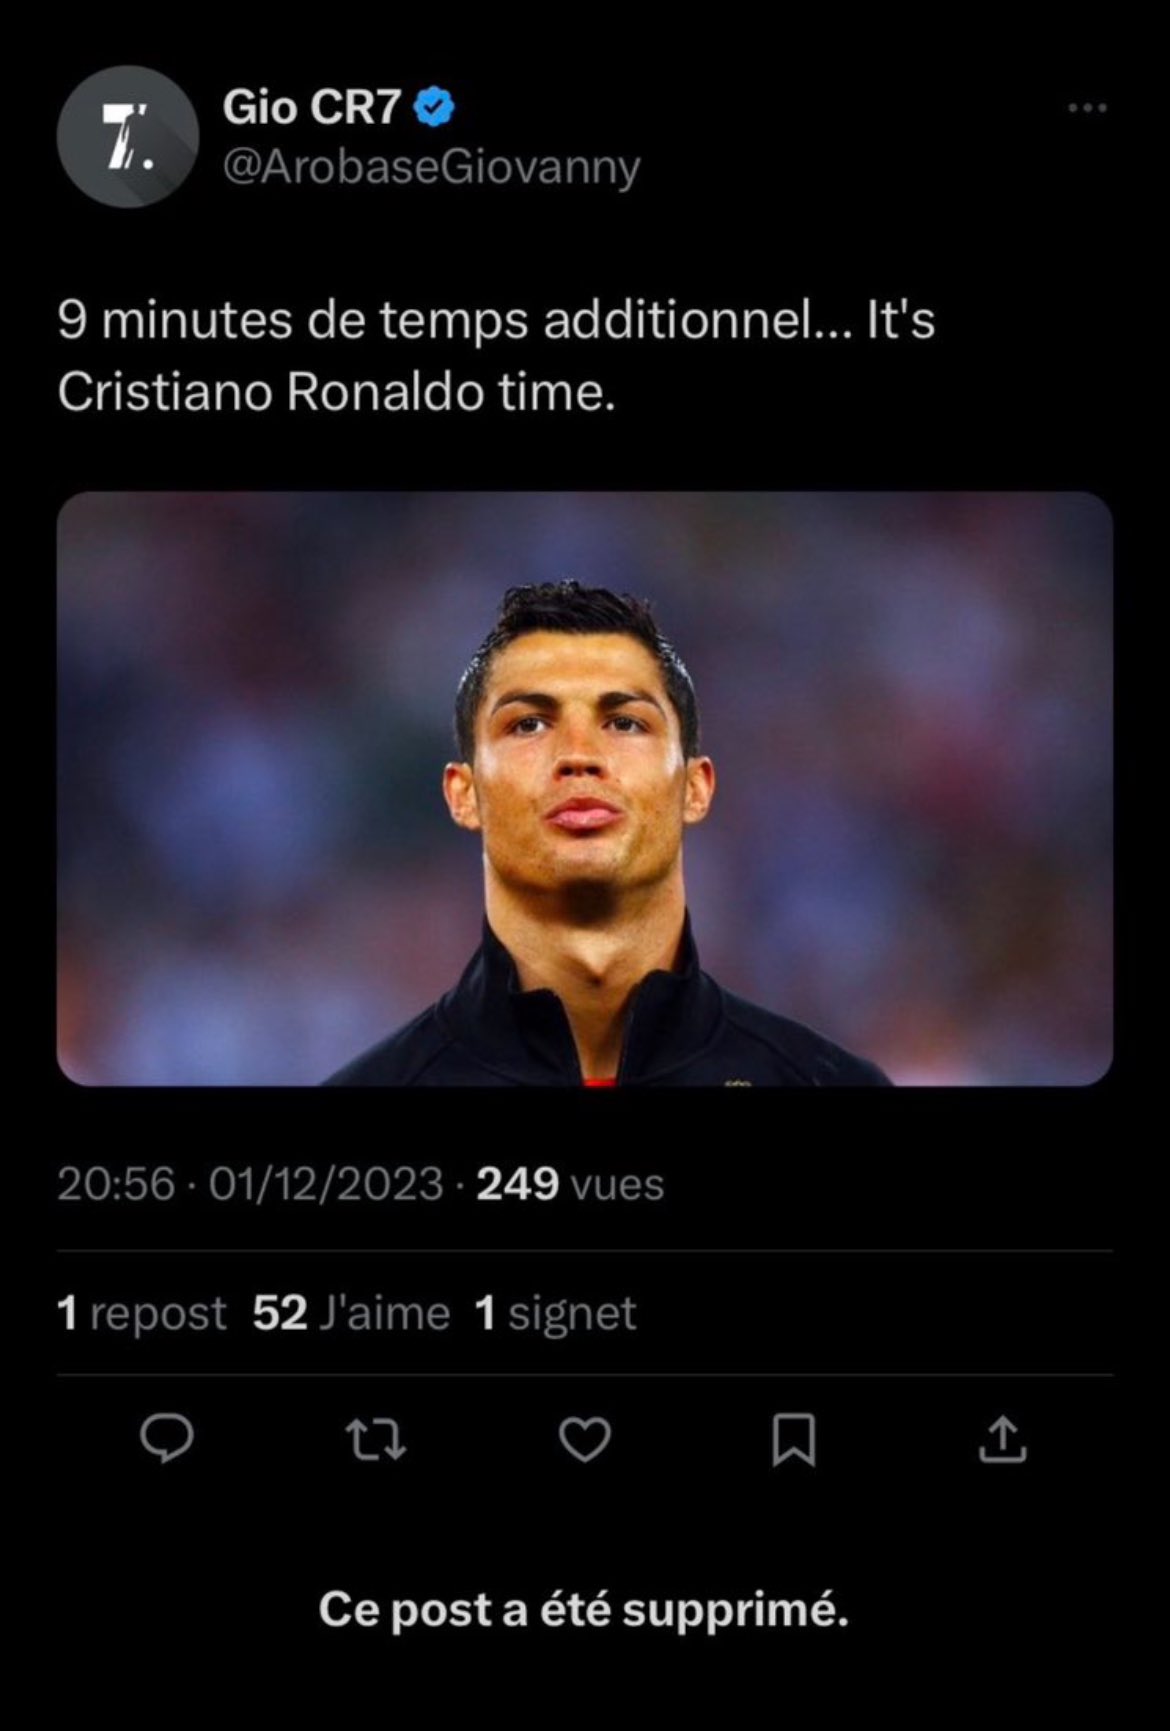 Gio CR7
@ArobaseGiovanny
9 minutes de temps additionnel... It's
Cristiano Ronaldo time.
20:56 · 01/12/2023 · 249 vues
1 repost 52 J'aime 1 signet
Ce post a été supprimé.